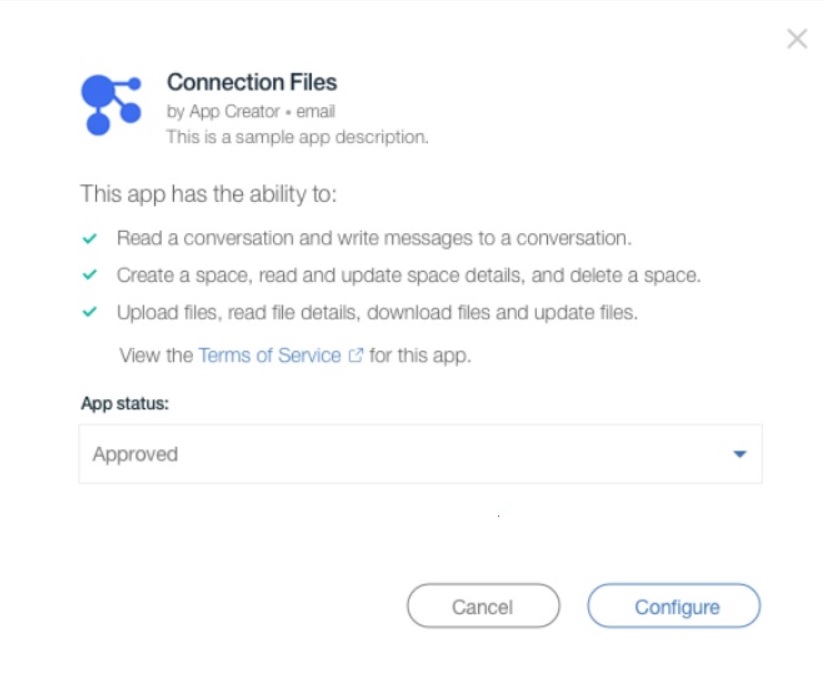 Connection Files
by App Creator • email
This is a sample app description.
This app has the ability to:
Read a conversation and write messages to a conversation.
Create a space, read and update space details, and delete a space.
Upload files, read file details, download files and update files.
View the Terms of Service for this app.
App status:
Approved
Cancel
Configure